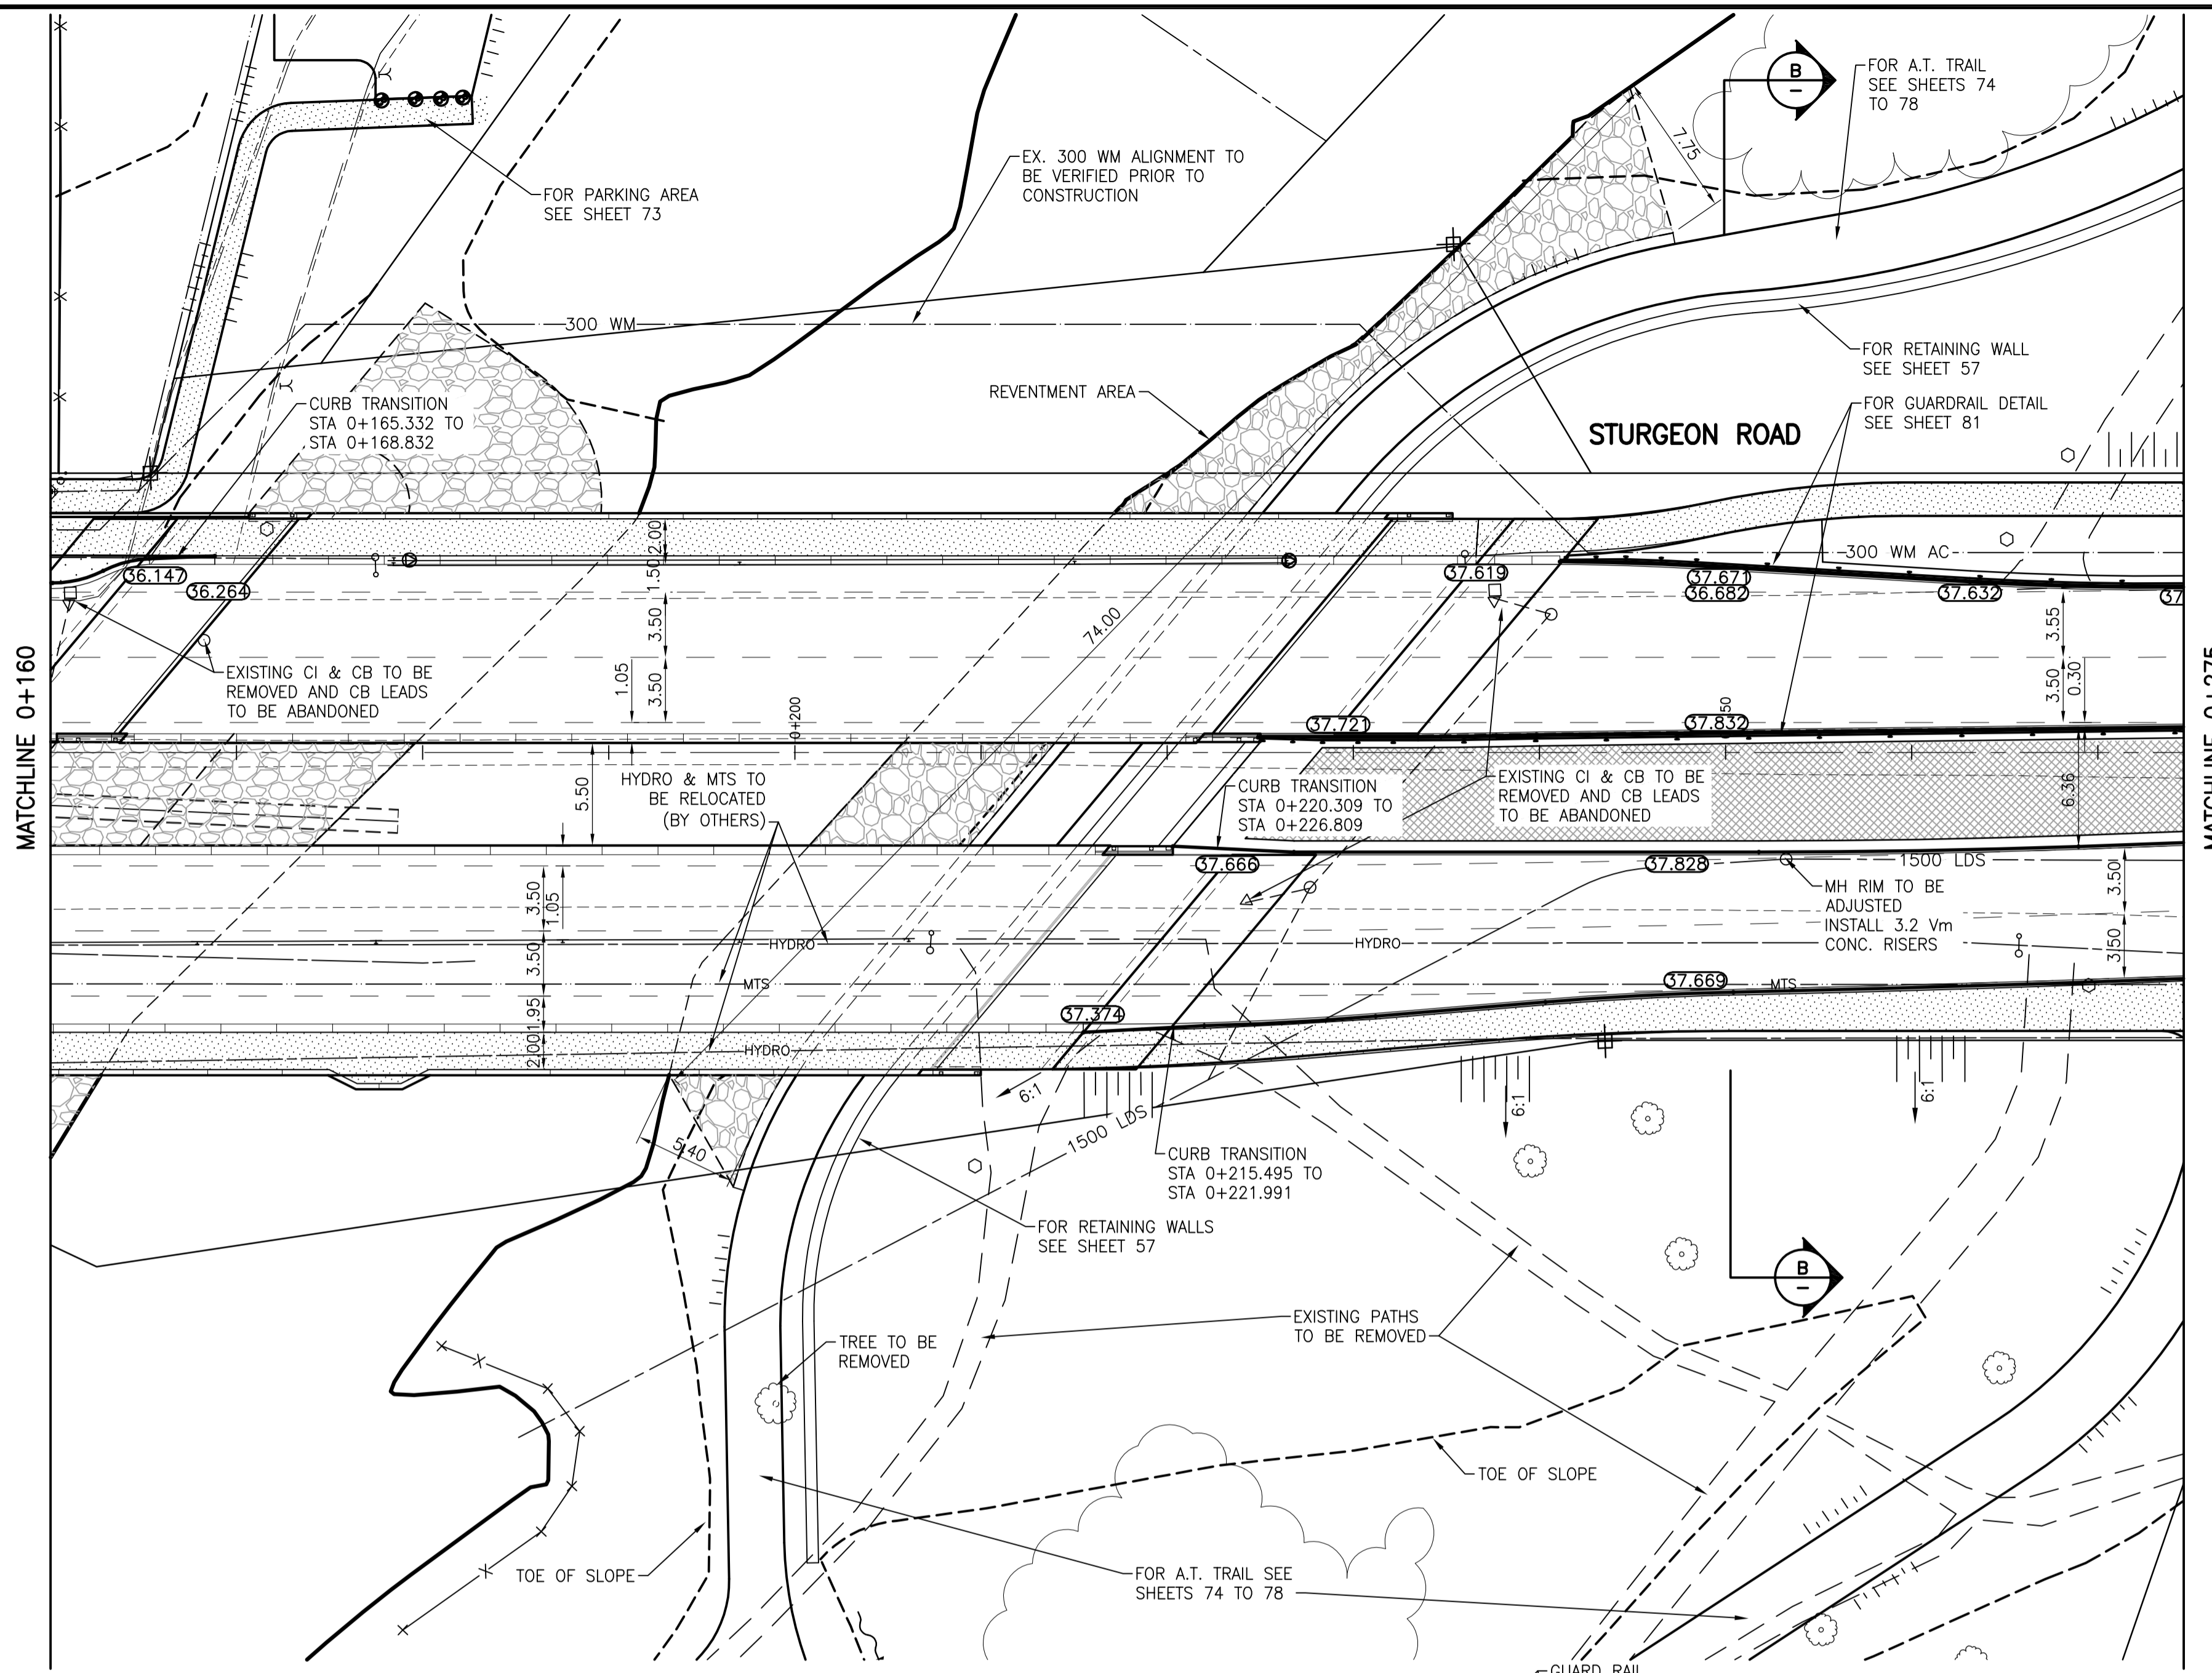 B
-
FOR A.T. TRAIL
SEE SHEETS 74
TO 78
7.75
EX. 300 WM ALIGNMENT TO
BE VERIFIED PRIOR TO
CONSTRUCTION
FOR PARKING AREA
SEE SHEET 73
300 WM
FOR RETAINING WALL
SEE SHEET 57
REVENTMENT AREA
CURB TRANSITION
STA 0+165.332 TO
STA 0+168.832
FOR GUARDRAIL DETAIL
SEE SHEET 81
STURGEON ROAD
2.00
1.50
300 WM AC
36.147
36.264
37.619
37.671
36.682
37.632
37
3.50
74.00
3.55
MATCHLINE 0+160
EXISTING CI & CB TO BE
REMOVED AND CB LEADS
TO BE ABANDONED
1.05
3.50
0+200
3.50
0.30
MATCHLINE 0+275
37.721
50
37.832
5.50
HYDRO & MTS TO
BE RELOCATED
(BY OTHERS)
CURB TRANSITION
STA 0+220.309 TO
STA 0+226.809
EXISTING CI & CB TO BE
REMOVED AND CB LEADS
TO BE ABANDONED
6.36
37.666
37.828
1500 LDS
3.50
1.05
MH RIM TO BE
ADJUSTED
INSTALL 3.2 Vm
CONC. RISERS
3.50
HYDRO
HYDRO
3.50
3.50
MTS
37.669
MTS
1.95
37.374
2.00
HYDRO
6:1
6:1
6:1
1500 LDS
5.40
CURB TRANSITION
STA 0+215.495 TO
STA 0+221.991
FOR RETAINING WALLS
SEE SHEET 57
B
-
EXISTING PATHS
TO BE REMOVED
TREE TO BE
REMOVED
TOE OF SLOPE
TOE OF SLOPE
FOR A.T. TRAIL SEE
SHEETS 74 TO 78
GUARD RAIL